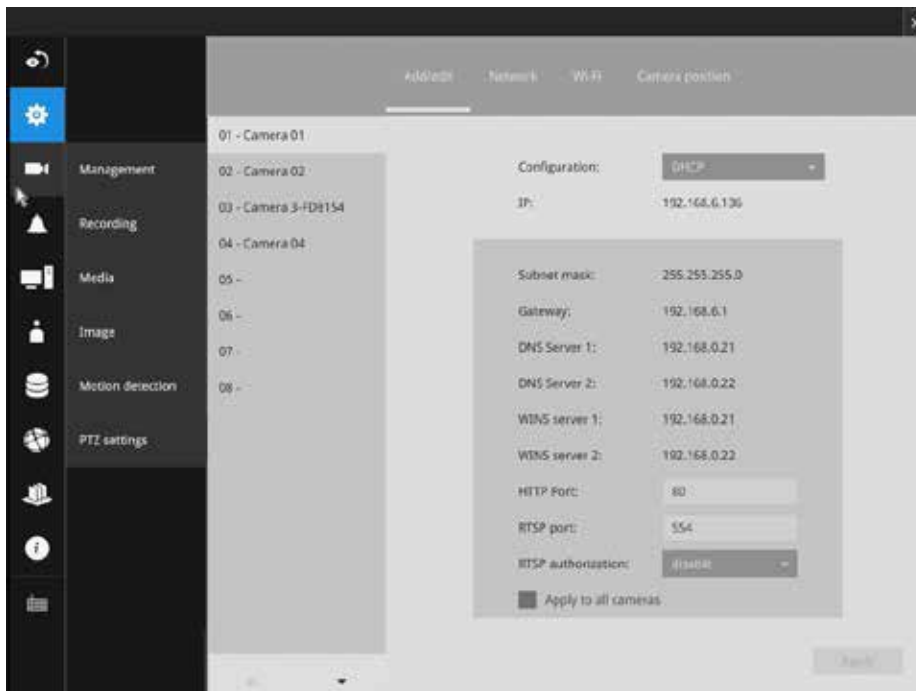 Add/edit Network Wi-Fi Camera position
01 - Camera 01
02 - Camera 02
03 - Camera 3-FD8154
04 - Camera 04
05 -
06 -
07 -
08 -
Management
Recording
Media
Image
Motion detection
PTZ settings
Configuration: DHCP
IP: 192.168.6.136
Subnet mask: 255.255.255.0
Gateway: 192.168.6.1
DNS Server 1: 192.168.0.21
DNS Server 2: 192.168.0.22
WINS server 1: 192.168.0.21
WINS server 2: 192.168.0.22
HTTP Port: 80
RTSP port: 554
RTSP authorization: disable
Apply to all cameras
Apply